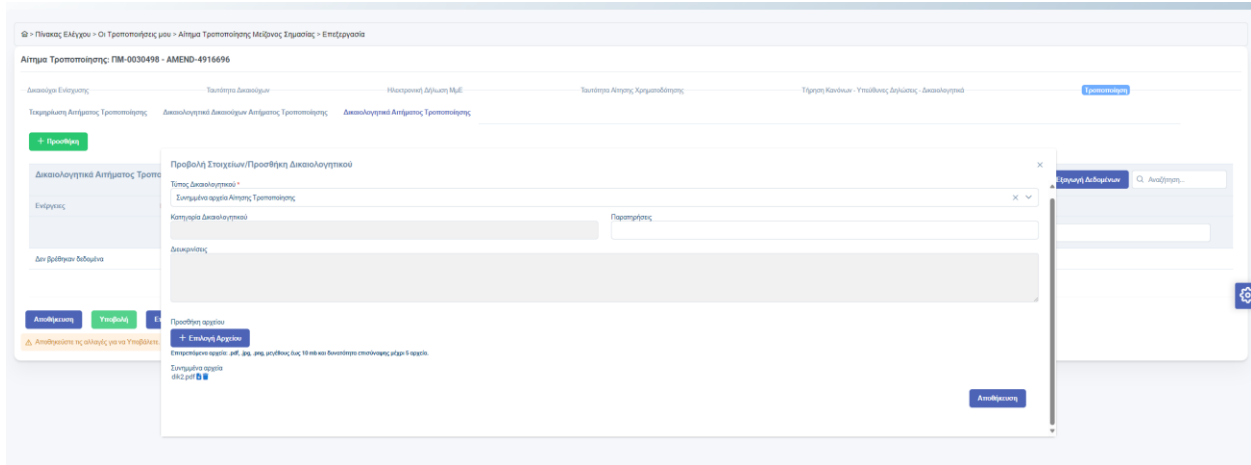 > Πίνακας Ελέγχου > Οι Τροποποιήσεις μου > Αίτημα Τροποποίησης Μείζονος Σημασίας > Επεξεργασία
Αίτημα Τροποποίησης: ΠΜ-0030498 - AMEND-4916696
Δικαιούχοι Ενίσχυσης Ταυτότητα Δικαιούχων Ηλεκτρονική Δήλωση ΜμΕ Ταυτότητα Αίτησης Χρηματοδότησης Τήρηση Κανόνων - Υπεύθυνες Δηλώσεις - Δικαιολογητικά Τροποποίηση
Τεκμηρίωση Αιτήματος Τροποποίησης Δικαιολογητικά Δικαιούχων Αιτήματος Τροποποίησης Δικαιολογητικά Αιτήματος Τροποποίησης
+ Προσθήκη
Προβολή Στοιχείων/Προσθήκη Δικαιολογητικού ×
Δικαιολογητικά Αιτήματος Τροπο
Εξαγωγή Δεδομένων Αναζήτηση...
Τύπος Δικαιολογητικού *
Συνημμένα αρχεία Αίτησης Τροποποίησης
Ενέργειες
Κατηγορία Δικαιολογητικού Παρατηρήσεις
Διευκρινίσεις
Δεν βρέθηκαν δεδομένα
Αποθήκευση Υποβολή
Προσθήκη αρχείου
+ Επιλογή Αρχείου
Αποθηκεύστε τις αλλαγές για να Υποβάλετε.
Επιτρεπόμενα αρχεία: .pdf, .jpg, .png, μεγέθους έως 10 mb και δυνατότητα επισύναψης μέχρι 5 αρχεία.
Συνημμένα αρχεία
dik2.pdf
Αποθήκευση